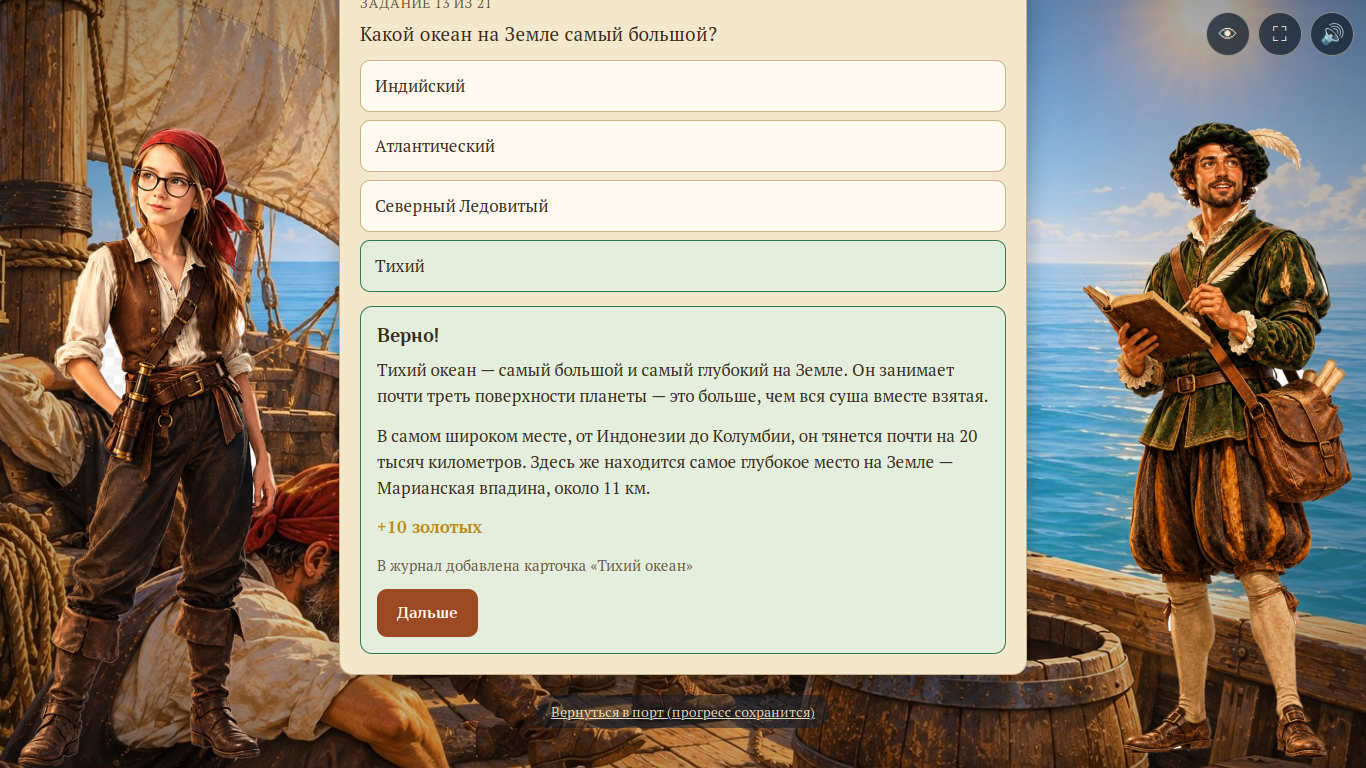 ЗАДАНИЕ 13 ИЗ 21
Какой океан на Земле самый большой?
Индийский
Атлантический
Северный Ледовитый
Тихий
Верно!
Тихий океан — самый большой и самый глубокий на Земле. Он занимает
почти треть поверхности планеты — это больше, чем вся суша вместе взятая.
В самом широком месте, от Индонезии до Колумбии, он тянется почти на 20
тысяч километров. Здесь же находится самое глубокое место на Земле —
Марианская впадина, около 11 км.
+10 золотых
В журнал добавлена карточка «Тихий океан»
Дальше
Вернуться в порт (прогресс сохранится)